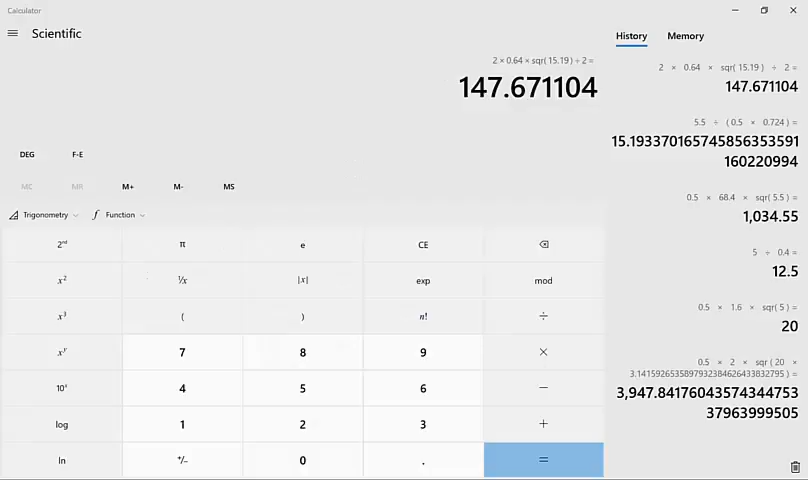 Calculator
Scientific
2 × 0.64 × sqr( 15.19 ) ÷ 2 =
147.671104
DEG F-E
MC MR M+ M- MS
Trigonometry Function
2ⁿᵈ π e CE
x² ¹/x |x| exp mod
x³ ( ) n! ÷
xʸ 7 8 9 ×
10ˣ 4 5 6 −
log 1 2 3 +
ln +/− 0 . =
History Memory
2 × 0.64 × sqr( 15.19 ) ÷ 2 =
147.671104
5.5 ÷ ( 0.5 × 0.724 ) =
15.193370165745856353591
160220994
0.5 × 68.4 × sqr( 5.5 ) =
1,034.55
5 ÷ 0.4 =
12.5
0.5 × 1.6 × sqr( 5 ) =
20
0.5 × 2 × sqr ( 20 ×
3.1415926535897932384626433832795 ) =
3,947.84176043574344753
37963999505